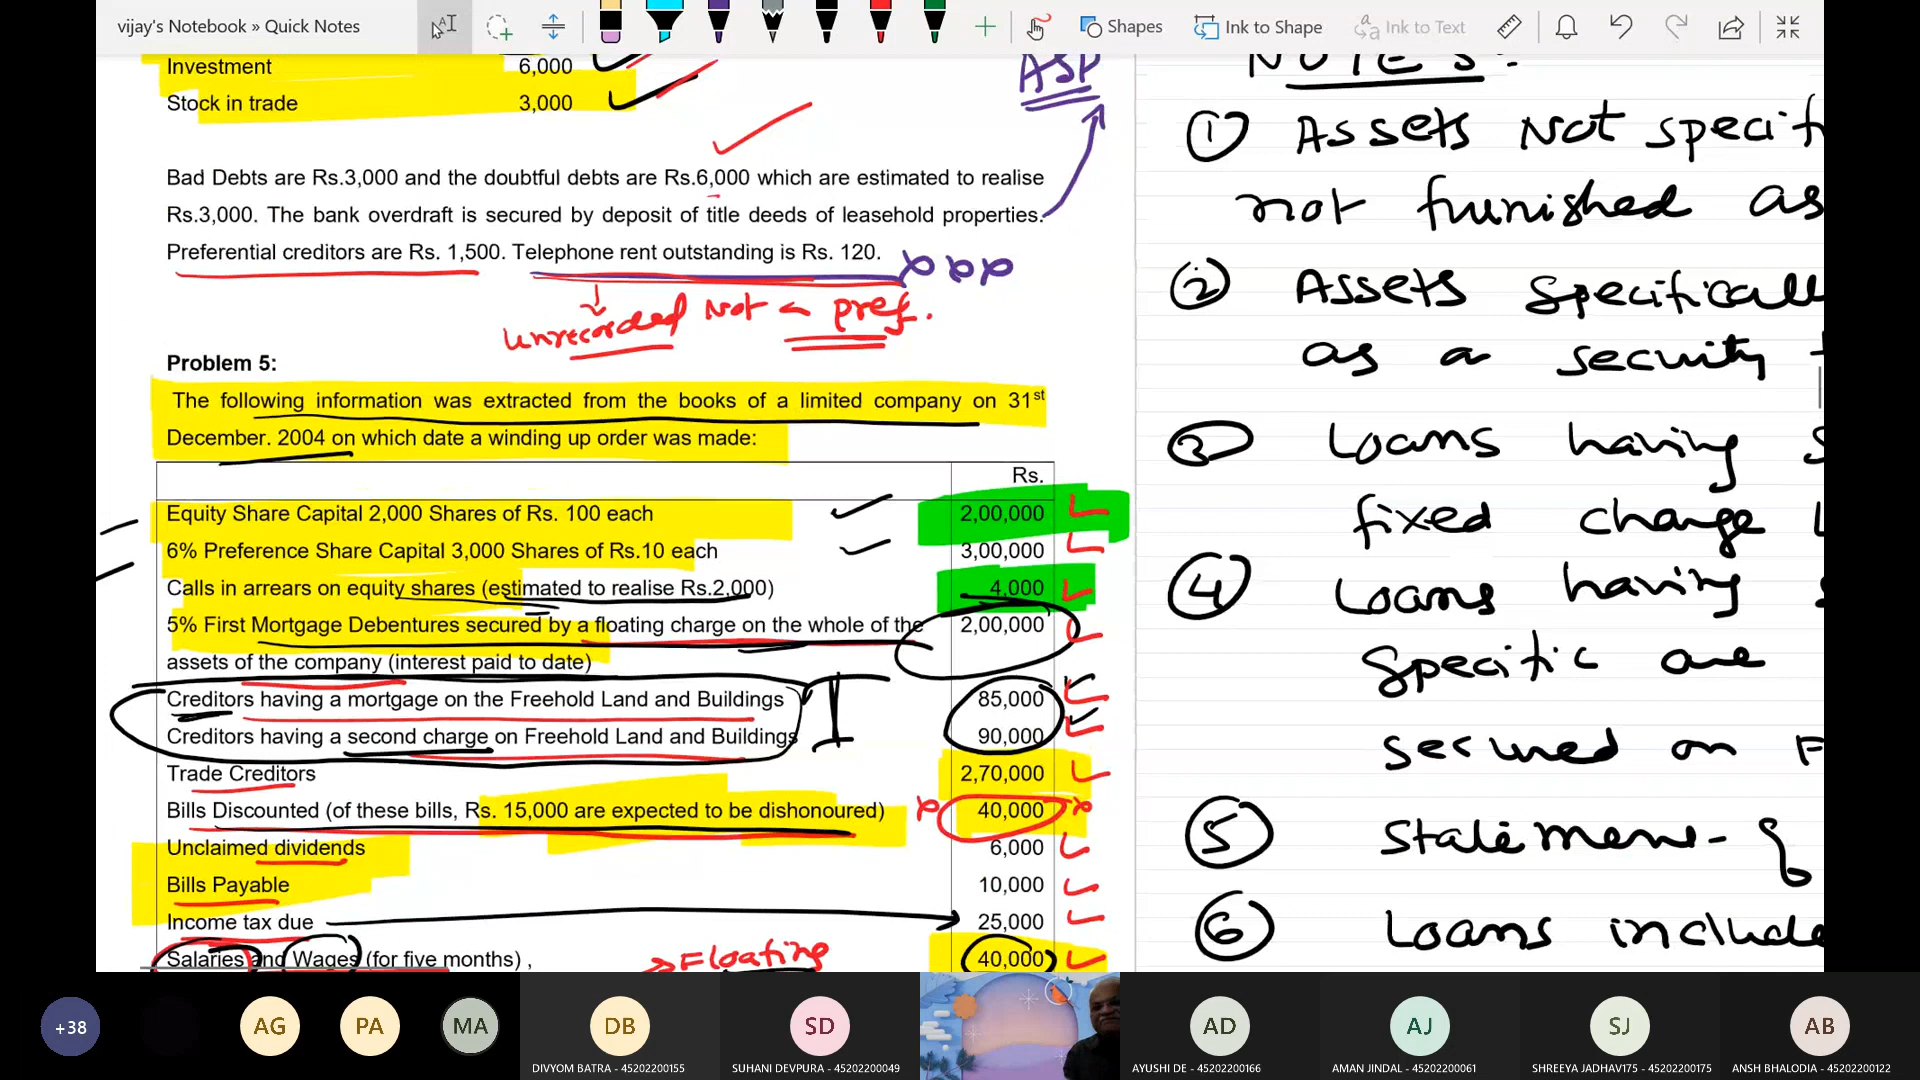 vijay's Notebook » Quick Notes
Shapes
Ink to Shape
Ink to Text
Investment 6,000
Stock in trade 3,000
ASP
Bad Debts are Rs.3,000 and the doubtful debts are Rs.6,000 which are estimated to realise
Rs.3,000. The bank overdraft is secured by deposit of title deeds of leasehold properties.
Preferential creditors are Rs. 1,500. Telephone rent outstanding is Rs. 120.
unrecorded Not a pref.
Problem 5:
The following information was extracted from the books of a limited company on 31st
December. 2004 on which date a winding up order was made:
Rs.
Equity Share Capital 2,000 Shares of Rs. 100 each 2,00,000
6% Preference Share Capital 3,000 Shares of Rs.10 each 3,00,000
Calls in arrears on equity shares (estimated to realise Rs.2,000) 4,000
5% First Mortgage Debentures secured by a floating charge on the whole of the 2,00,000
assets of the company (interest paid to date)
Creditors having a mortgage on the Freehold Land and Buildings 85,000
Creditors having a second charge on Freehold Land and Buildings 90,000
Trade Creditors 2,70,000
Bills Discounted (of these bills, Rs. 15,000 are expected to be dishonoured) 40,000
Unclaimed dividends 6,000
Bills Payable 10,000
Income tax due 25,000
Salaries and Wages (for five months) , 40,000
Floating
NOTES:
① Assets Not specif
not furnished as
② Assets specificall
as a security
③ Loans having s
fixed charge
④ Loans having
specific are
secured on F
⑤ Statement
⑥ Loans include
+38
AG
PA
MA
DB
SD
AD
AJ
SJ
AB
DIVYOM BATRA - 45202200155
SUHANI DEVPURA - 45202200049
AYUSHI DE - 45202200166
AMAN JINDAL - 45202200061
SHREEYA JADHAV175 - 45202200175
ANSH BHALODIA - 45202200122